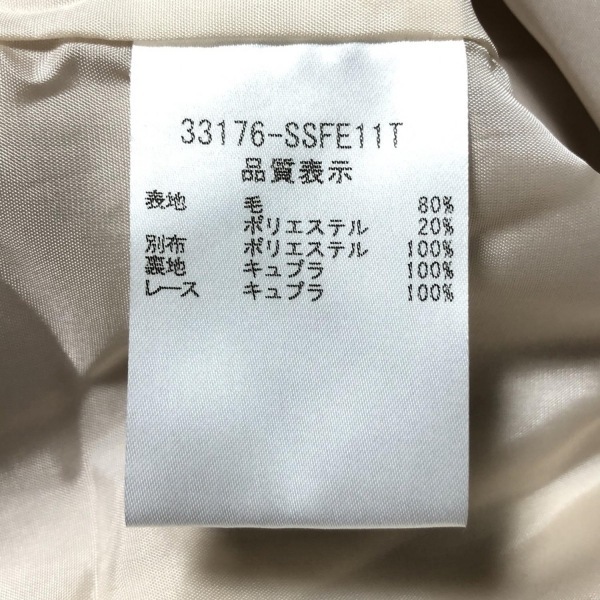 33176-SSFE11T
品質表示
表地 毛 80%
ポリエステル 20%
別布 ポリエステル 100%
裏地 キュプラ 100%
レース キュプラ 100%